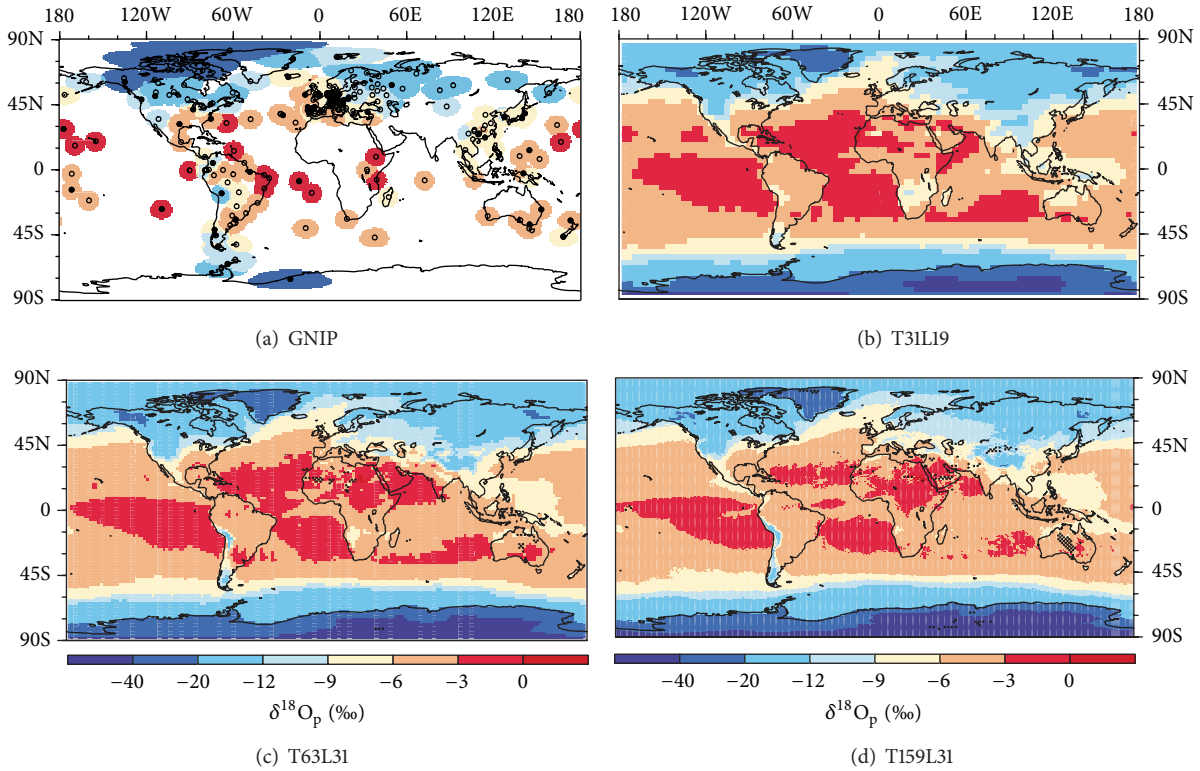 180 120W 60W 0 60E 120E 180
180 120W 60W 0 60E 120E 180
90N
45N
0
45S
90S
90N
45N
0
45S
90S
(a) GNIP
(b) T31L19
90N
45N
0
45S
90S
90N
45N
0
45S
90S
−40 −20 −12 −9 −6 −3 0
−40 −20 −12 −9 −6 −3 0
δ¹⁸Oₚ (‰)
δ¹⁸Oₚ (‰)
(c) T63L31
(d) T159L31